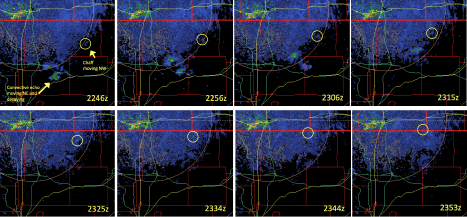 Chaff
moving NW
Convective echo
moving NE and
decaying
2246z
2256z
2306z
2315z
2325z
2334z
2344z
2353z